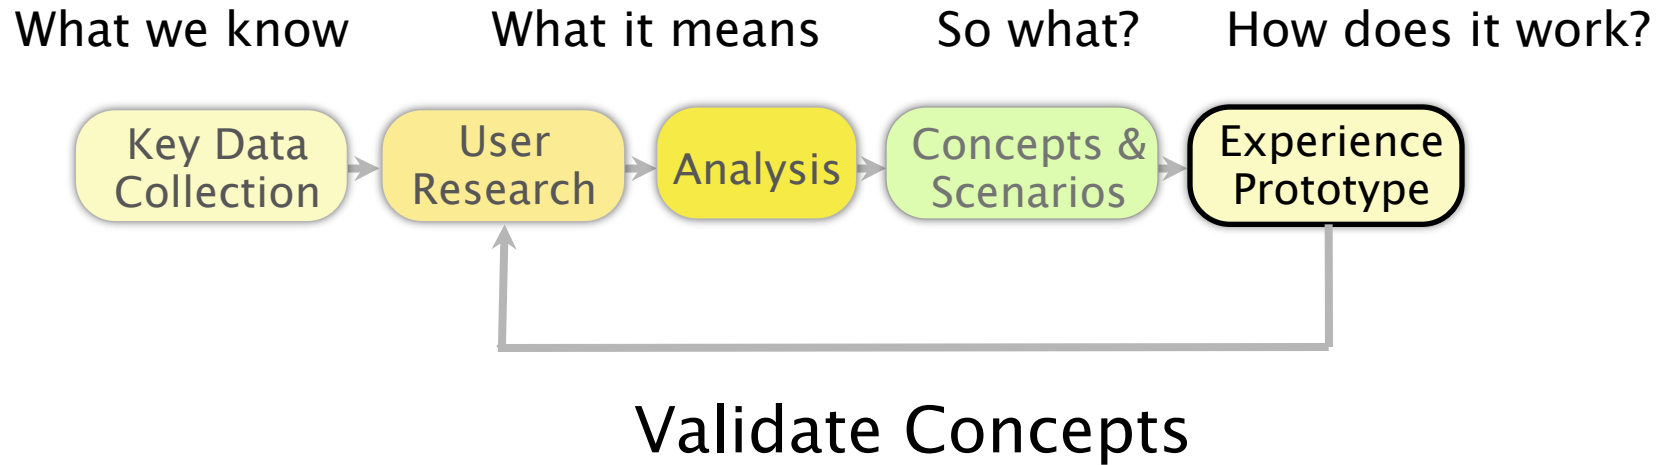 What we know
What it means
So what?
How does it work?
Key Data
Collection
User
Research
Analysis
Concepts &
Scenarios
Experience
Prototype
Validate Concepts